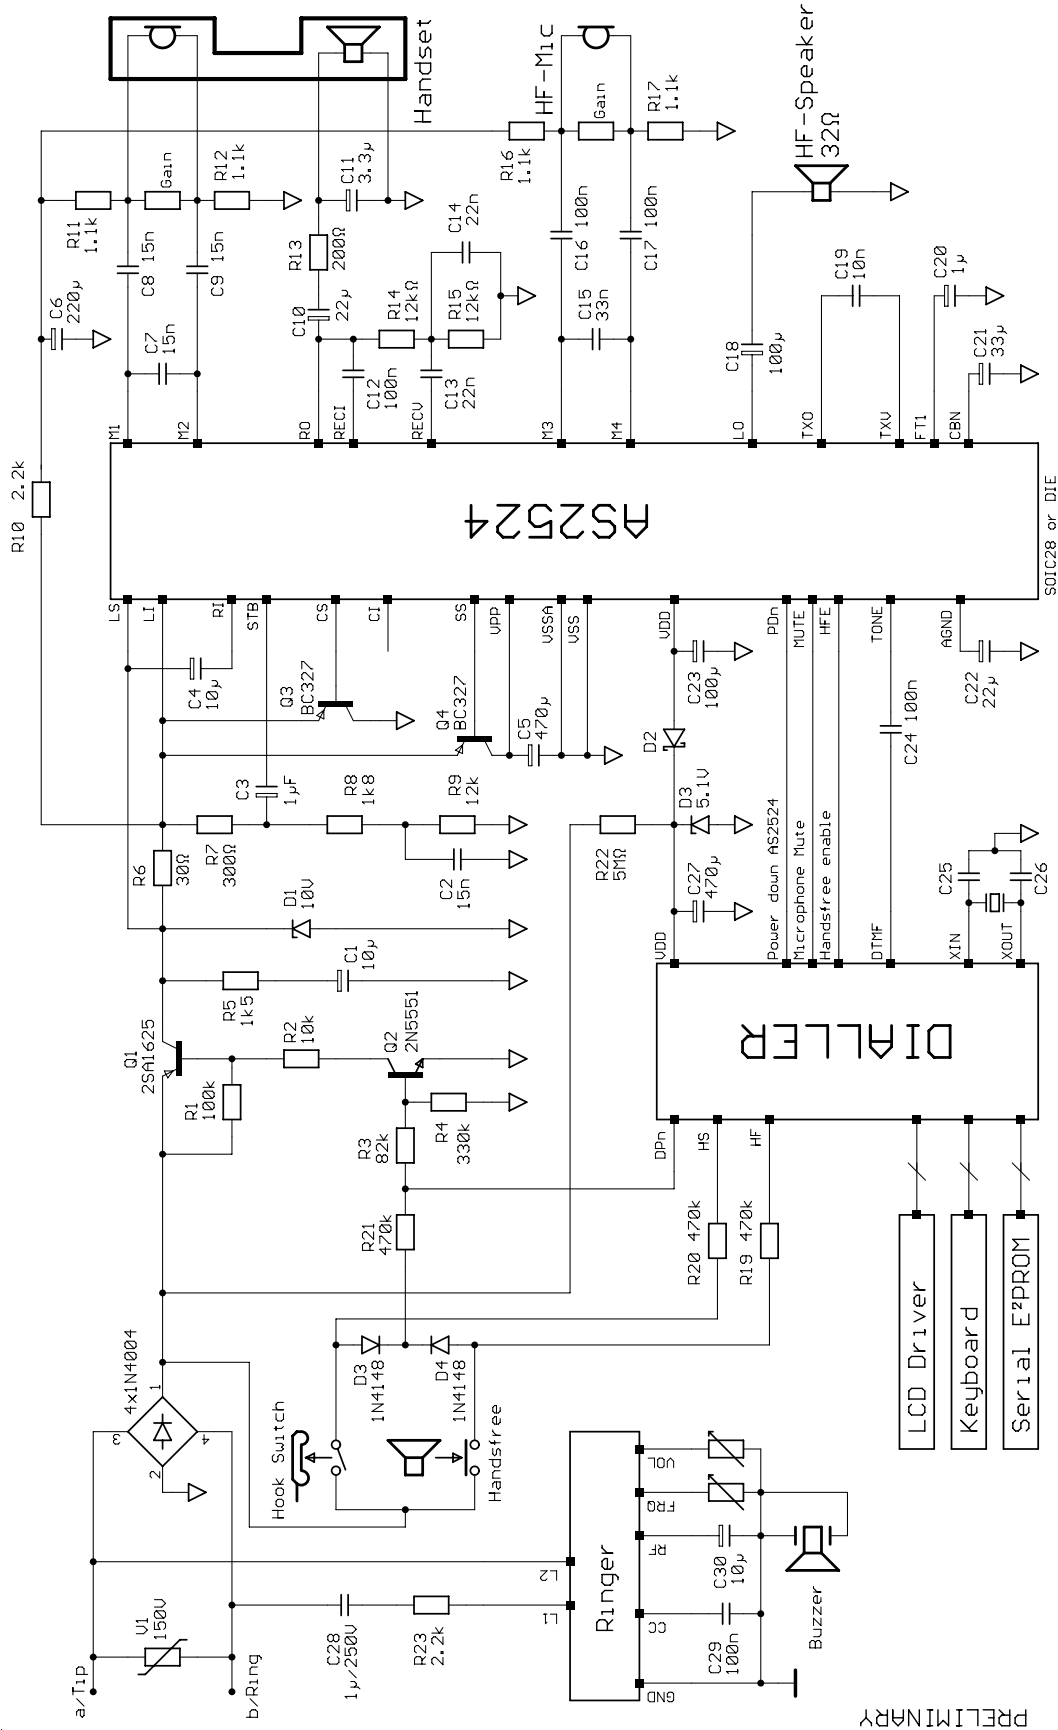 Handset
HF-Mic
HF-Speaker
32Ω
R10 2.2k
R11
1.1k
Gain
R12
1.1k
C6
220µ
C8 15n
C9 15n
C7
15n
R13
200Ω
C11
3.3µ
C10
22µ
R14
12kΩ
R15
12kΩ
C14
22n
C12
100n
C13
22n
R16
1.1k
Gain
R17
1.1k
C16 100n
C17 100n
C15
33n
C18
100µ
C19
10n
C20
1µ
C21
33µ
M1
M2
RO
RECI
RECV
M3
M4
LO
TXO
TXV
FT1
CBN
AS2524
SOIC28 or DIE
LS
LI
RI
STB
CS
CI
SS
VPP
VSSA
VSS
VDD
PDn
MUTE
HFE
TONE
AGND
C4
10µ
Q3
BC327
Q4
BC327
C5
470µ
C3
1µF
R6
30Ω
R7
300Ω
R8
1k8
R9
12k
C2
15n
D1
10V
R5
1k5
C1
10µ
Q1
2SA1625
R1
100k
R2
10k
Q2
2N5551
R3
82k
R4
330k
R21
470k
R22
5MΩ
D2
D3
5.1V
C23
100µ
C27
470µ
C22
22µ
C24 100n
C25
C26
Power down AS2524
Microphone Mute
Handsfree enable
VDD
DTMF
XIN
XOUT
DIALLER
DPn
HS
HF
R20 470k
R19 470k
LCD Driver
Keyboard
Serial E²PROM
4x1N4004
1
2
3
4
D3
1N4148
D4
1N4148
Hook Switch
Handsfree
a/Tip
b/Ring
V1
150V
C28
1µ/250V
R23
2.2k
L2
L1
Ringer
VOL
FRQ
RF
CC
GND
C30
10µ
C29
100n
Buzzer
PRELIMINARY